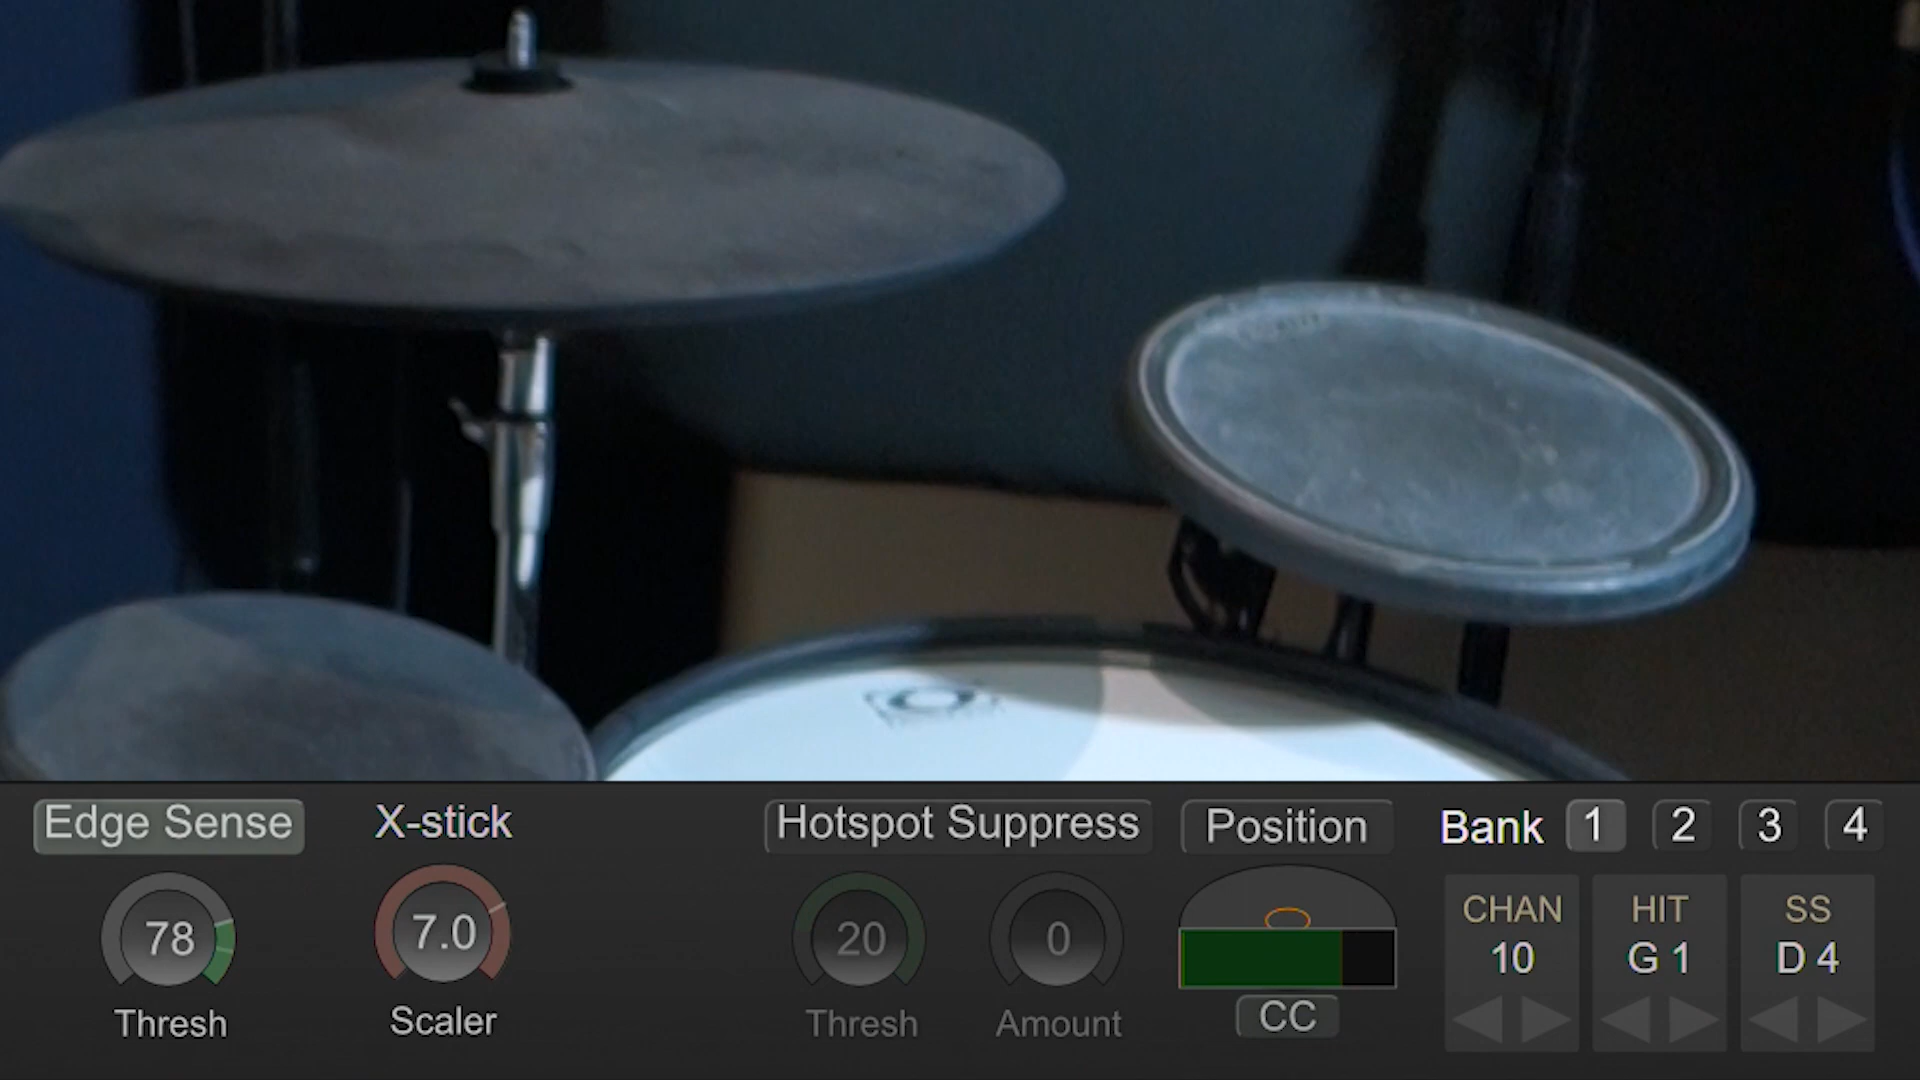 Edge Sense
X-stick
Hotspot Suppress
Position
Bank 1 2 3 4
78
Thresh
7.0
Scaler
20
Thresh
0
Amount
CC
CHAN
10
HIT
G 1
SS
D 4